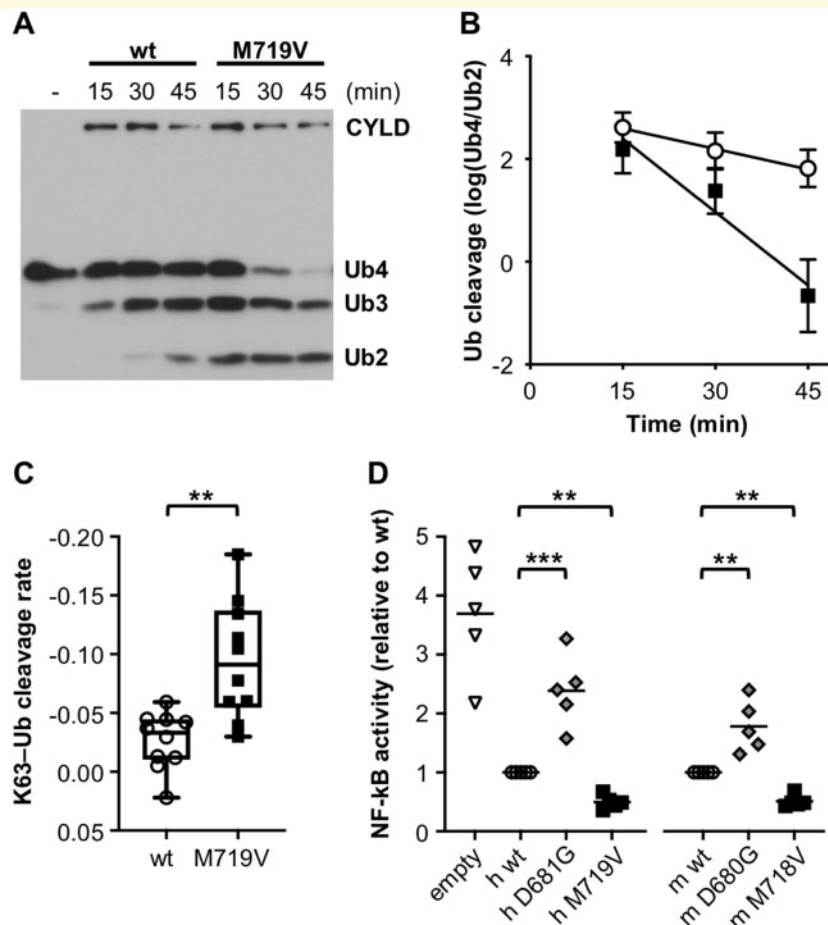 A
wt M719V
- 15 30 45 15 30 45 (min)
CYLD
Ub4
Ub3
Ub2
B
Ub cleavage (log(Ub4/Ub2)
4
2
0
-2
0 15 30 45
Time (min)
C
**
K63–Ub cleavage rate
-0.20
-0.15
-0.10
-0.05
0.00
0.05
wt M719V
D
** **
*** **
NF-kB activity (relative to wt)
5
4
3
2
1
0
empty
h wt
h D681G
h M719V
m wt
m D680G
m M718V